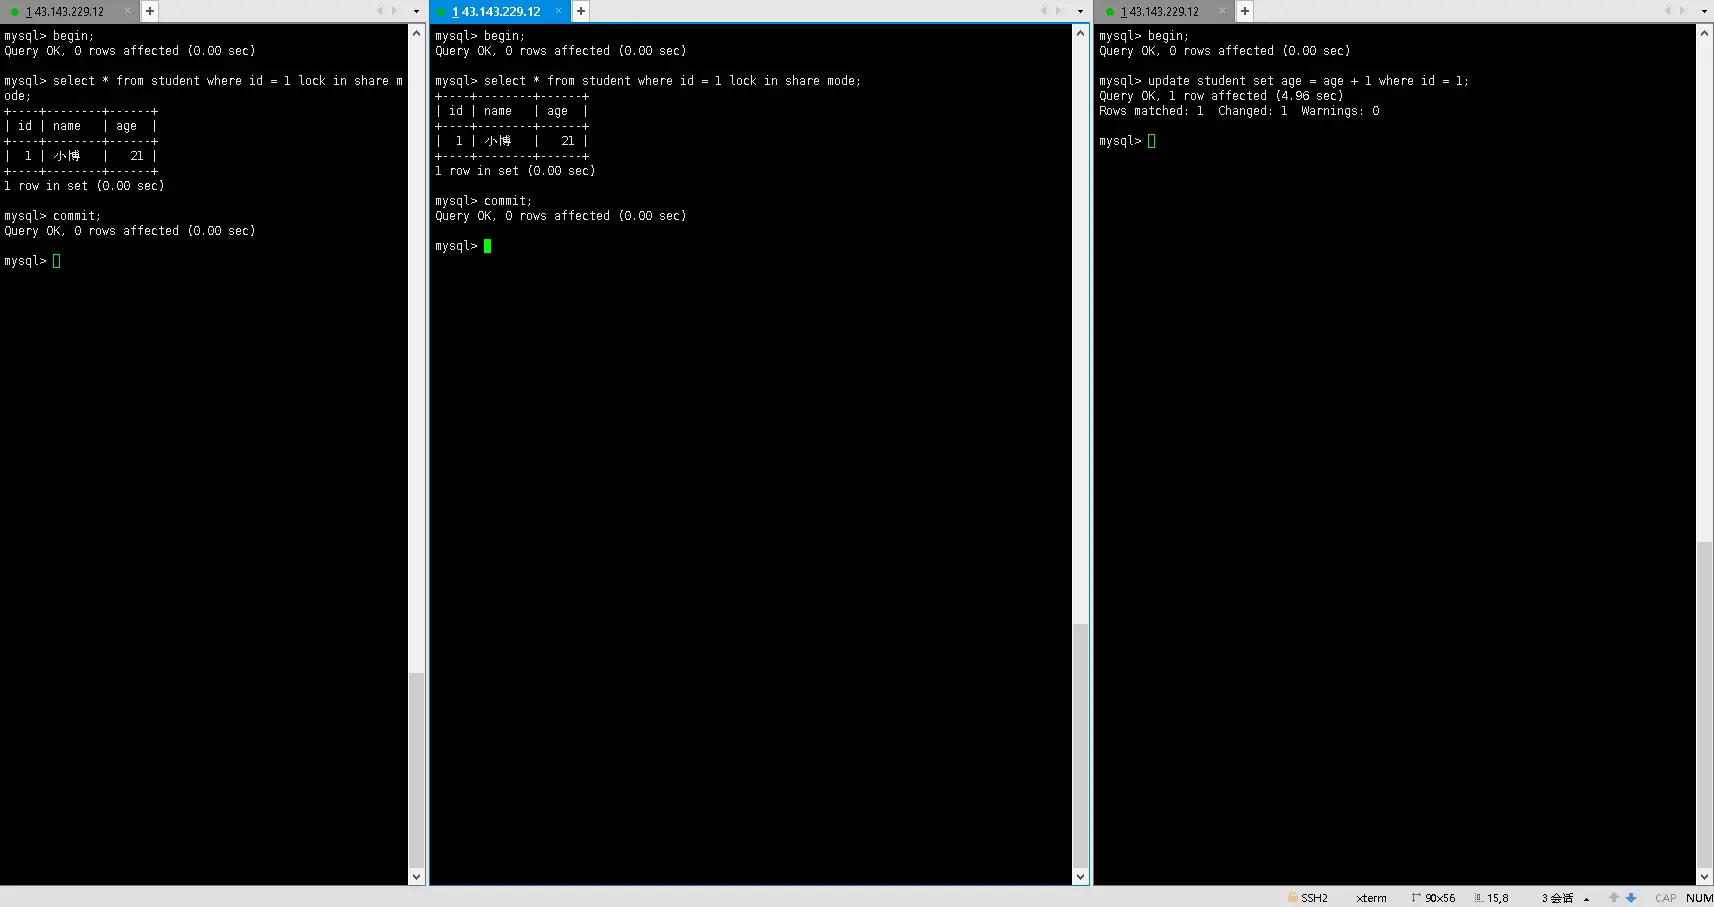 1 43.143.229.12
mysql> begin;
Query OK, 0 rows affected (0.00 sec)
mysql> select * from student where id = 1 lock in share m
ode;
+----+--------+------+
| id | name   | age  |
+----+--------+------+
|  1 | 小博   |   21 |
+----+--------+------+
1 row in set (0.00 sec)
mysql> commit;
Query OK, 0 rows affected (0.00 sec)
mysql>
1 43.143.229.12
mysql> begin;
Query OK, 0 rows affected (0.00 sec)
mysql> select * from student where id = 1 lock in share mode;
+----+--------+------+
| id | name   | age  |
+----+--------+------+
|  1 | 小博   |   21 |
+----+--------+------+
1 row in set (0.00 sec)
mysql> commit;
Query OK, 0 rows affected (0.00 sec)
mysql>
1 43.143.229.12
mysql> begin;
Query OK, 0 rows affected (0.00 sec)
mysql> update student set age = age + 1 where id = 1;
Query OK, 1 row affected (4.96 sec)
Rows matched: 1  Changed: 1  Warnings: 0
mysql>
SSH2 xterm 90x56 15,8 3 会话 CAP NUM